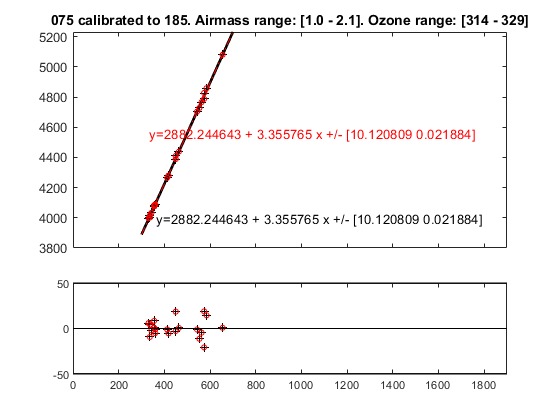 075 calibrated to 185. Airmass range: [1.0 - 2.1]. Ozone range: [314 - 329]
5200
5000
4800
4600
y=2882.244643 + 3.355765 x +/- [10.120809 0.021884]
4400
4200
4000
y=2882.244643 + 3.355765 x +/- [10.120809 0.021884]
3800
50
0
-50
0 200 400 600 800 1000 1200 1400 1600 1800